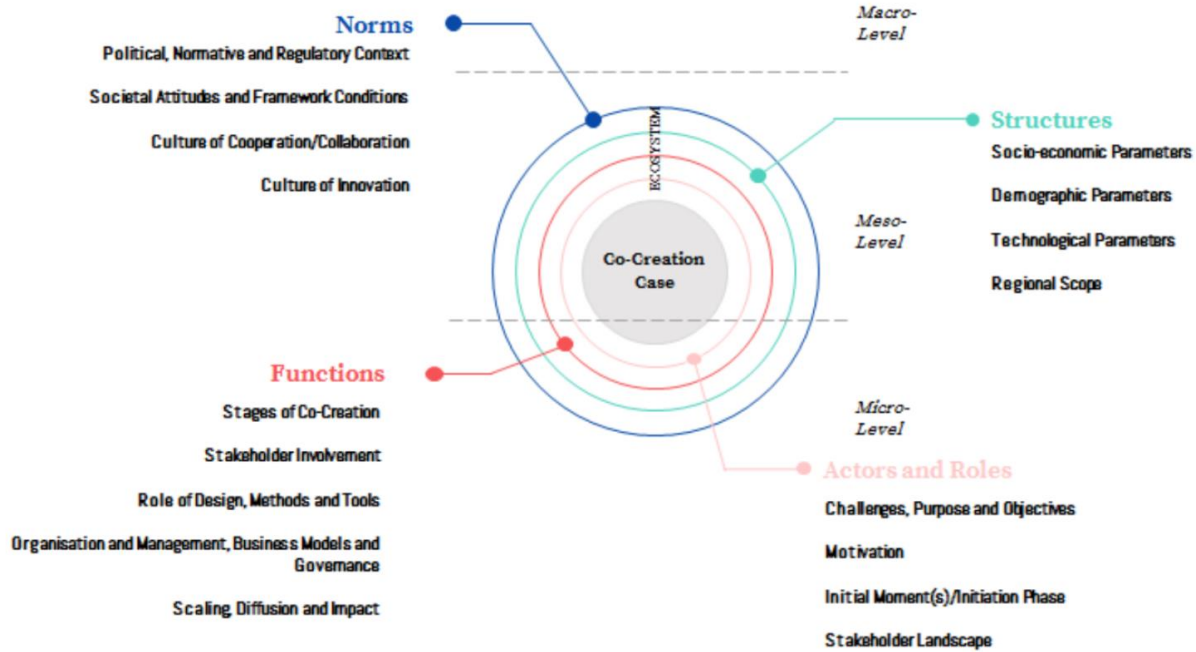 Macro-
Level
Norms
Political, Normative and Regulatory Context
Societal Attitudes and Framework Conditions
Culture of Cooperation/Collaboration
Culture of Innovation
ECOSYSTEM
Structures
Socio-economic Parameters
Demographic Parameters
Technological Parameters
Regional Scope
Meso-
Level
Co-Creation
Case
Functions
Stages of Co-Creation
Stakeholder Involvement
Role of Design, Methods and Tools
Organisation and Management, Business Models and
Governance
Scaling, Diffusion and Impact
Micro-
Level
Actors and Roles
Challenges, Purpose and Objectives
Motivation
Initial Moment(s)/Initiation Phase
Stakeholder Landscape